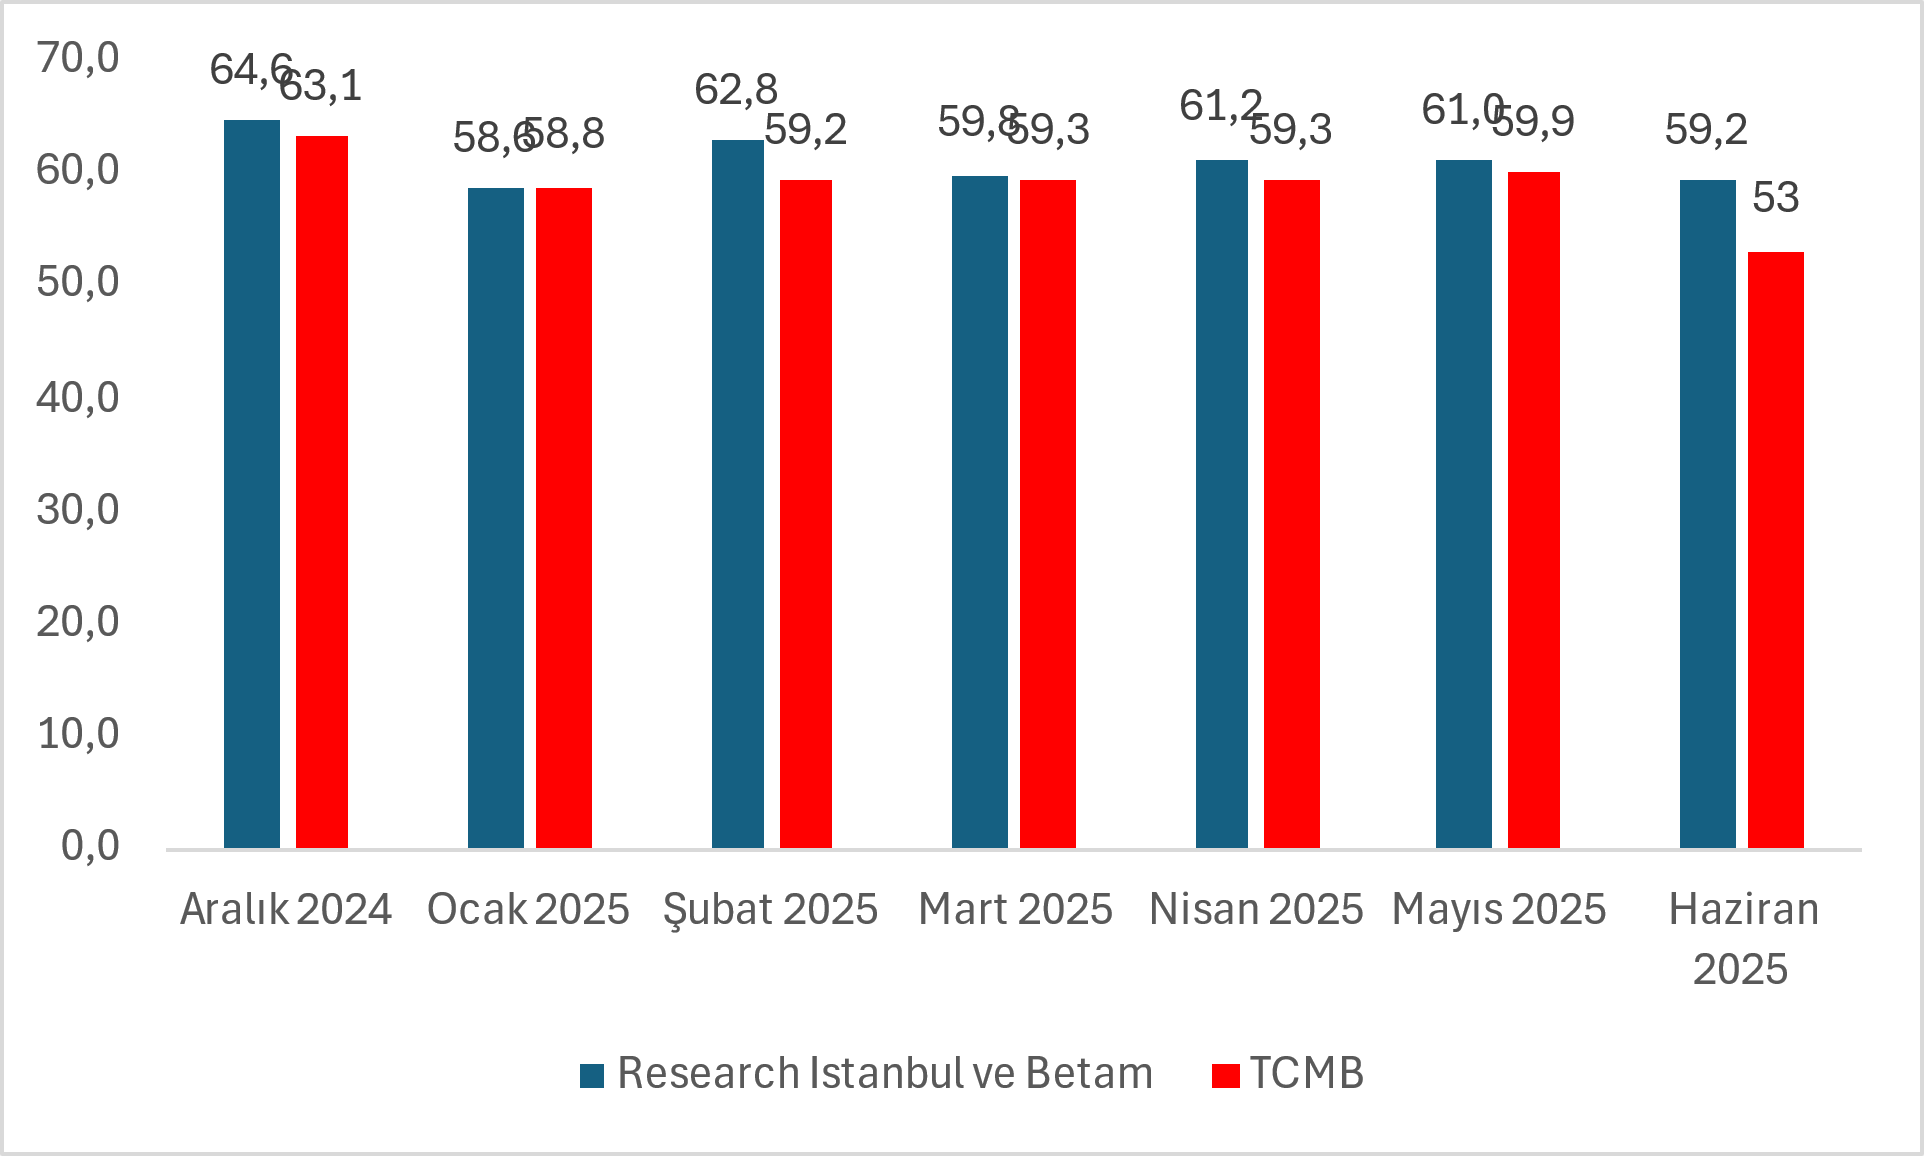 70,0
60,0
50,0
40,0
30,0
20,0
10,0
0,0
64,6
63,1
58,6
58,8
62,8
59,2
59,8
59,3
61,2
59,3
61,0
59,9
59,2
53
Aralık 2024
Ocak 2025
Şubat 2025
Mart 2025
Nisan 2025
Mayıs 2025
Haziran
2025
Research Istanbul ve Betam
TCMB